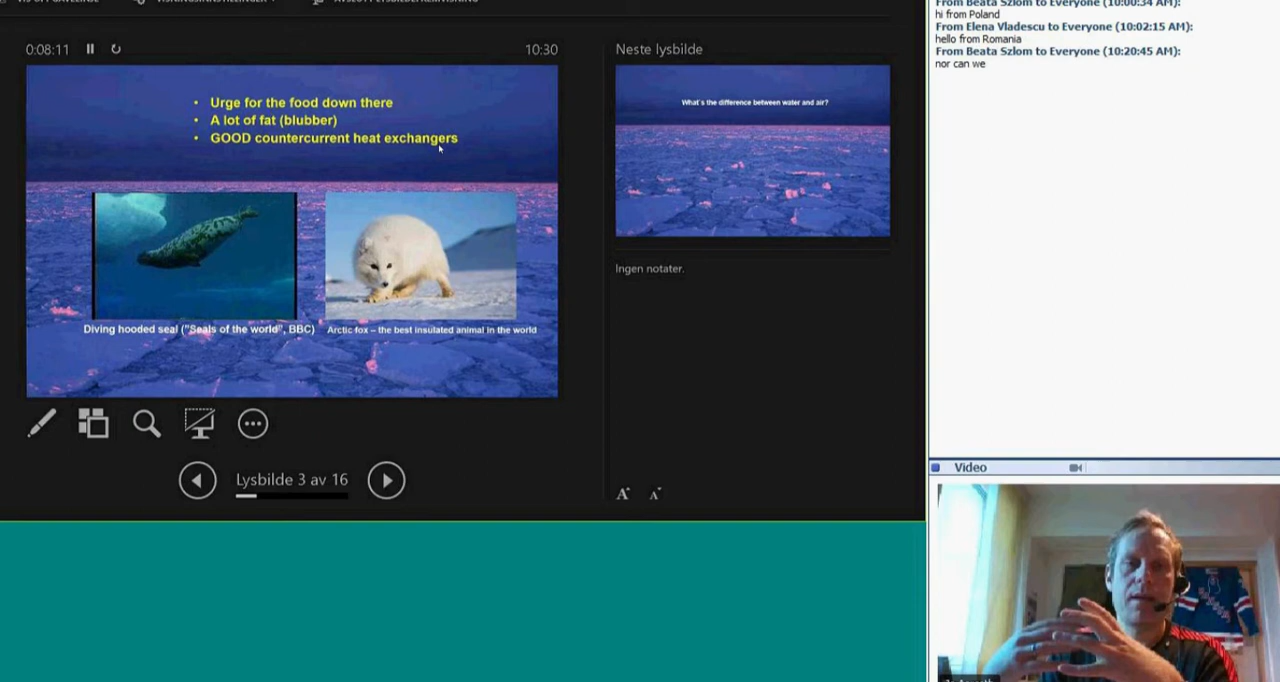 0:08:11
10:30
Neste lysbilde
• Urge for the food down there
• A lot of fat (blubber)
• GOOD countercurrent heat exchangers
Diving hooded seal ("Seals of the world", BBC)
Arctic fox – the best insulated animal in the world
What's the difference between water and air?
Ingen notater.
Lysbilde 3 av 16
A A
From Beata Szlom to Everyone (10:00:34 AM):
hi from Poland
From Elena Vladescu to Everyone (10:02:15 AM):
hello from Romania
From Beata Szlom to Everyone (10:20:45 AM):
nor can we
Video